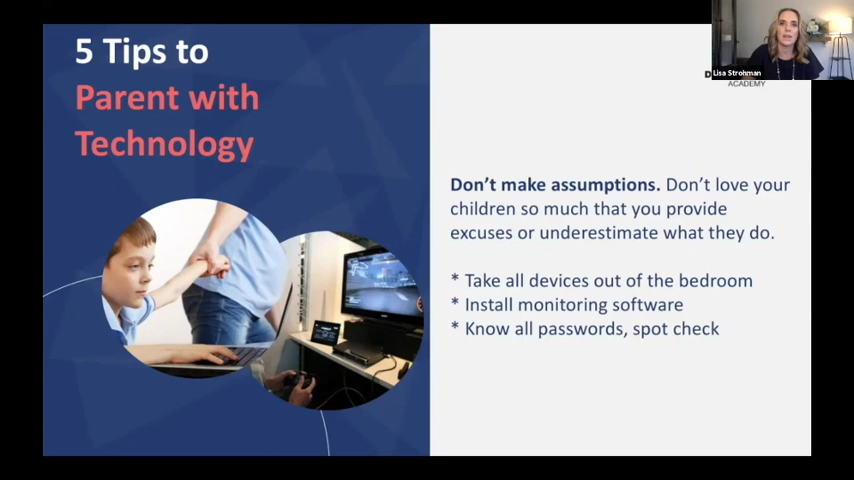 5 Tips to
Parent with
Technology
Lisa Strohman
ACADEMY
Don't make assumptions. Don't love your
children so much that you provide
excuses or underestimate what they do.
* Take all devices out of the bedroom
* Install monitoring software
* Know all passwords, spot check